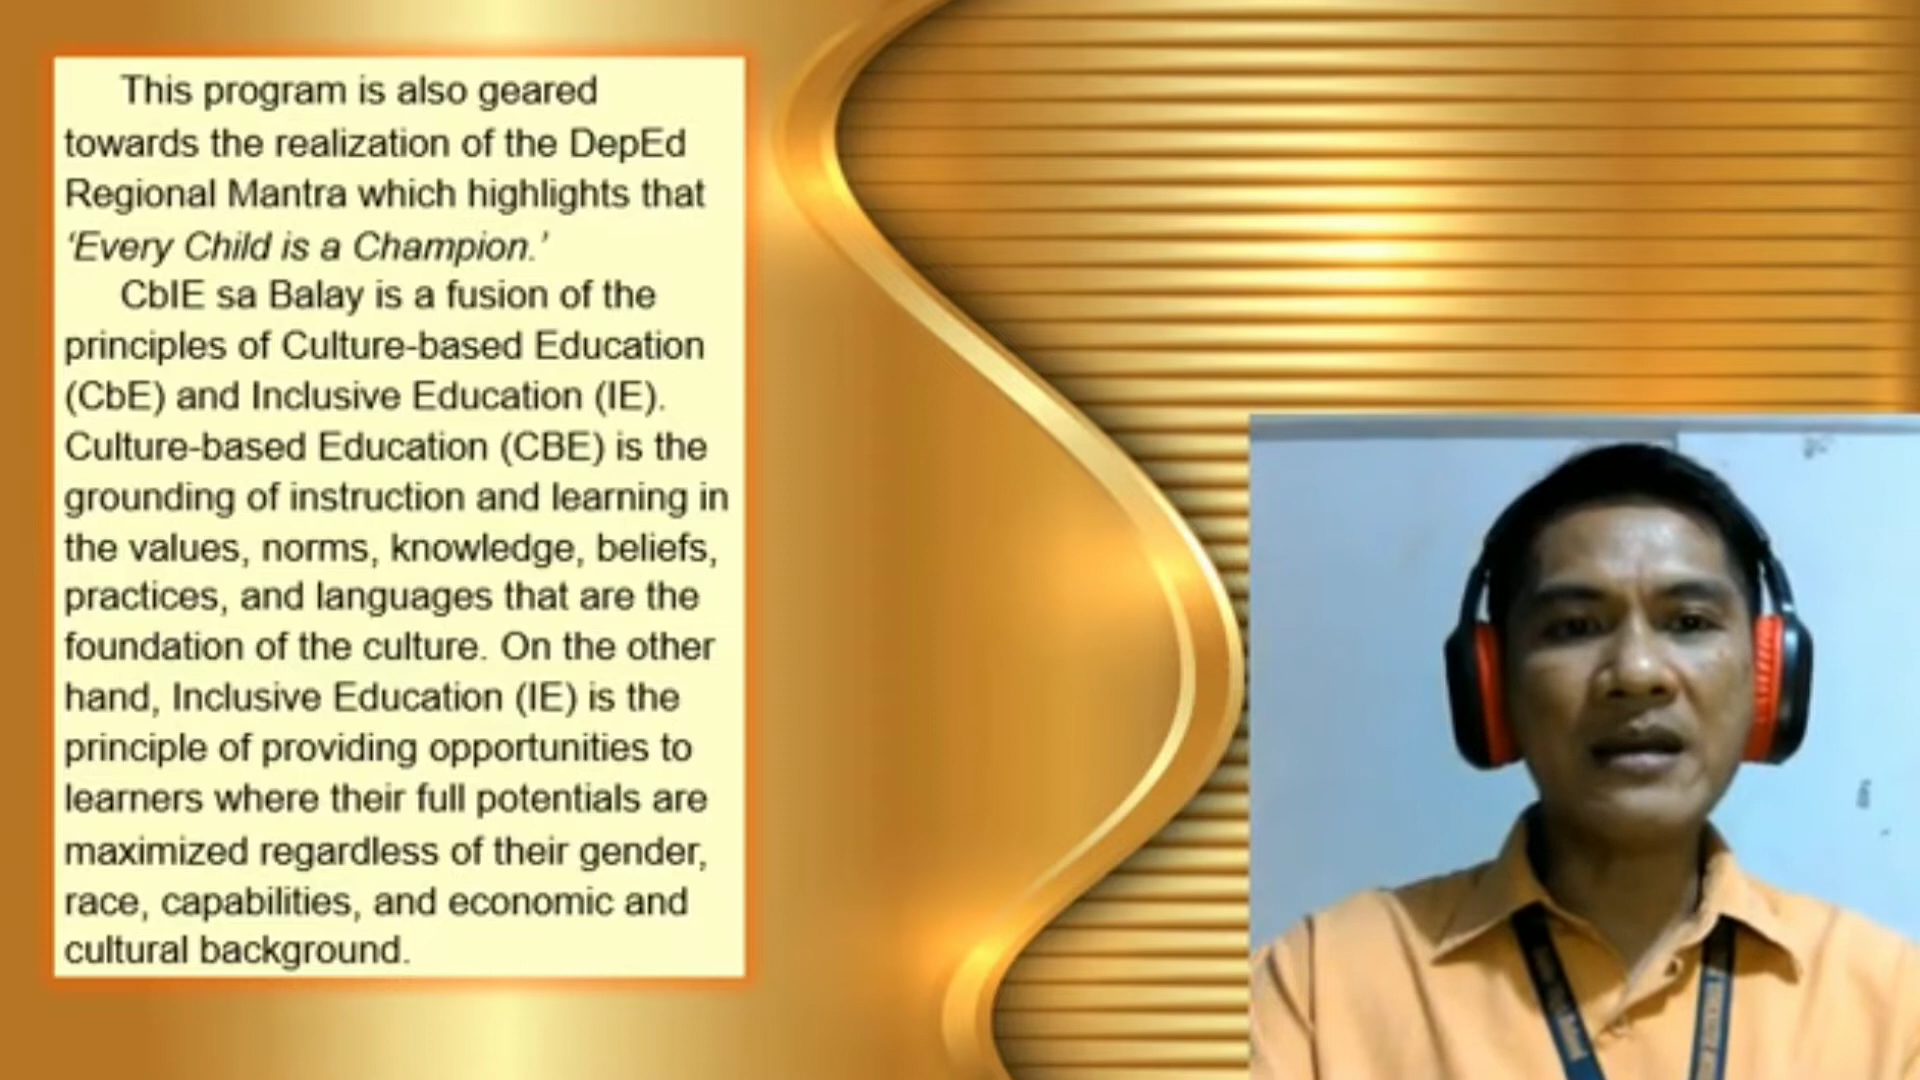 This program is also geared
towards the realization of the DepEd
Regional Mantra which highlights that
‘Every Child is a Champion.’
CbIE sa Balay is a fusion of the
principles of Culture-based Education
(CbE) and Inclusive Education (IE).
Culture-based Education (CBE) is the
grounding of instruction and learning in
the values, norms, knowledge, beliefs,
practices, and languages that are the
foundation of the culture. On the other
hand, Inclusive Education (IE) is the
principle of providing opportunities to
learners where their full potentials are
maximized regardless of their gender,
race, capabilities, and economic and
cultural background.